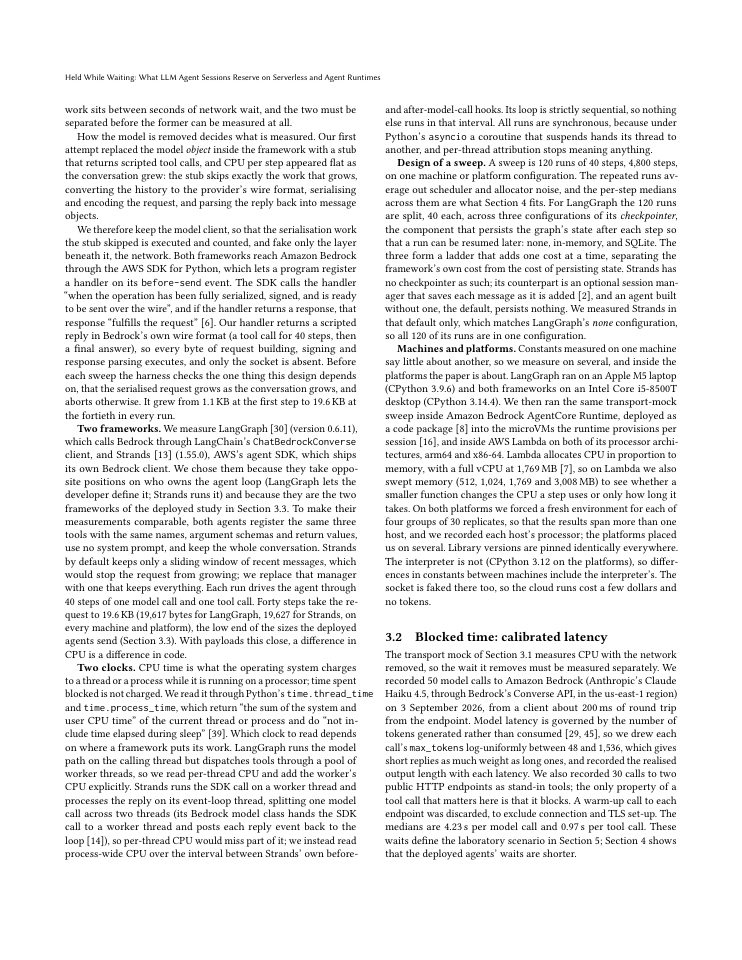 Held While Waiting: What LLM Agent Sessions Reserve on Serverless and Agent Runtimes
work sits between seconds of network wait, and the two must be
separated before the former can be measured at all.
How the model is removed decides what is measured. Our first
attempt replaced the model object inside the framework with a stub
that returns scripted tool calls, and CPU per step appeared flat as
the conversation grew: the stub skips exactly the work that grows,
converting the history to the provider's wire format, serialising
and encoding the request, and parsing the reply back into message
objects.
We therefore keep the model client, so that the serialisation work
the stub skipped is executed and counted, and fake only the layer
beneath it, the network. Both frameworks reach Amazon Bedrock
through the AWS SDK for Python, which lets a program register
a handler on its before-send event. The SDK calls the handler
"when the operation has been fully serialized, signed, and is ready
to be sent over the wire", and if the handler returns a response, that
response "fulfills the request" [6]. Our handler returns a scripted
reply in Bedrock's own wire format (a tool call for 40 steps, then
a final answer), so every byte of request building, signing and
response parsing executes, and only the socket is absent. Before
each sweep the harness checks the one thing this design depends
on, that the serialised request grows as the conversation grows, and
aborts otherwise. It grew from 1.1 KB at the first step to 19.6 KB at
the fortieth in every run.
Two frameworks. We measure LangGraph [30] (version 0.6.11),
which calls Bedrock through LangChain's ChatBedrockConverse
client, and Strands [13] (1.55.0), AWS's agent SDK, which ships
its own Bedrock client. We chose them because they take oppo-
site positions on who owns the agent loop (LangGraph lets the
developer define it; Strands runs it) and because they are the two
frameworks of the deployed study in Section 3.3. To make their
measurements comparable, both agents register the same three
tools with the same names, argument schemas and return values,
use no system prompt, and keep the whole conversation. Strands
by default keeps only a sliding window of recent messages, which
would stop the request from growing; we replace that manager
with one that keeps everything. Each run drives the agent through
40 steps of one model call and one tool call. Forty steps take the re-
quest to 19.6 KB (19,617 bytes for LangGraph, 19,627 for Strands, on
every machine and platform), the low end of the sizes the deployed
agents send (Section 3.3). With payloads this close, a difference in
CPU is a difference in code.
Two clocks. CPU time is what the operating system charges
to a thread or a process while it is running on a processor; time spent
blocked is not charged. We read it through Python's time.thread_time
and time.process_time, which return "the sum of the system and
user CPU time" of the current thread or process and do "not in-
clude time elapsed during sleep" [39]. Which clock to read depends
on where a framework puts its work. LangGraph runs the model
path on the calling thread but dispatches tools through a pool of
worker threads, so we read per-thread CPU and add the worker's
CPU explicitly. Strands runs the SDK call on a worker thread and
processes the reply on its event-loop thread, splitting one model
call across two threads (its Bedrock model class hands the SDK
call to a worker thread and posts each reply event back to the
loop [14]), so per-thread CPU would miss part of it; we instead read
process-wide CPU over the interval between Strands' own before-
and after-model-call hooks. Its loop is strictly sequential, so nothing
else runs in that interval. All runs are synchronous, because under
Python's asyncio a coroutine that suspends hands its thread to
another, and per-thread attribution stops meaning anything.
Design of a sweep. A sweep is 120 runs of 40 steps, 4,800 steps,
on one machine or platform configuration. The repeated runs av-
erage out scheduler and allocator noise, and the per-step medians
across them are what Section 4 fits. For LangGraph the 120 runs
are split, 40 each, across three configurations of its checkpointer,
the component that persists the graph's state after each step so
that a run can be resumed later: none, in-memory, and SQLite. The
three form a ladder that adds one cost at a time, separating the
framework's own cost from the cost of persisting state. Strands has
no checkpointer as such; its counterpart is an optional session man-
ager that saves each message as it is added [2], and an agent built
without one, the default, persists nothing. We measured Strands in
that default only, which matches LangGraph's none configuration,
so all 120 of its runs are in one configuration.
Machines and platforms. Constants measured on one machine
say little about another, so we measure on several, and inside the
platforms the paper is about. LangGraph ran on an Apple M5 laptop
(CPython 3.9.6) and both frameworks on an Intel Core i5-8500T
desktop (CPython 3.14.4). We then ran the same transport-mock
sweep inside Amazon Bedrock AgentCore Runtime, deployed as
a code package [8] into the microVMs the runtime provisions per
session [16], and inside AWS Lambda on both of its processor archi-
tectures, arm64 and x86-64. Lambda allocates CPU in proportion to
memory, with a full vCPU at 1,769 MB [7], so on Lambda we also
swept memory (512, 1,024, 1,769 and 3,008 MB) to see whether a
smaller function changes the CPU a step uses or only how long it
takes. On both platforms we forced a fresh environment for each of
four groups of 30 replicates, so that the results span more than one
host, and we recorded each host's processor; the platforms placed
us on several. Library versions are pinned identically everywhere.
The interpreter is not (CPython 3.12 on the platforms), so differ-
ences in constants between machines include the interpreter's. The
socket is faked there too, so the cloud runs cost a few dollars and
no tokens.
3.2 Blocked time: calibrated latency
The transport mock of Section 3.1 measures CPU with the network
removed, so the wait it removes must be measured separately. We
recorded 50 model calls to Amazon Bedrock (Anthropic's Claude
Haiku 4.5, through Bedrock's Converse API, in the us-east-1 region)
on 3 September 2026, from a client about 200 ms of round trip
from the endpoint. Model latency is governed by the number of
tokens generated rather than consumed [29, 45], so we drew each
call's max_tokens log-uniformly between 48 and 1,536, which gives
short replies as much weight as long ones, and recorded the realised
output length with each latency. We also recorded 30 calls to two
public HTTP endpoints as stand-in tools; the only property of a
tool call that matters here is that it blocks. A warm-up call to each
endpoint was discarded, to exclude connection and TLS set-up. The
medians are 4.23 s per model call and 0.97 s per tool call. These
waits define the laboratory scenario in Section 5; Section 4 shows
that the deployed agents' waits are shorter.